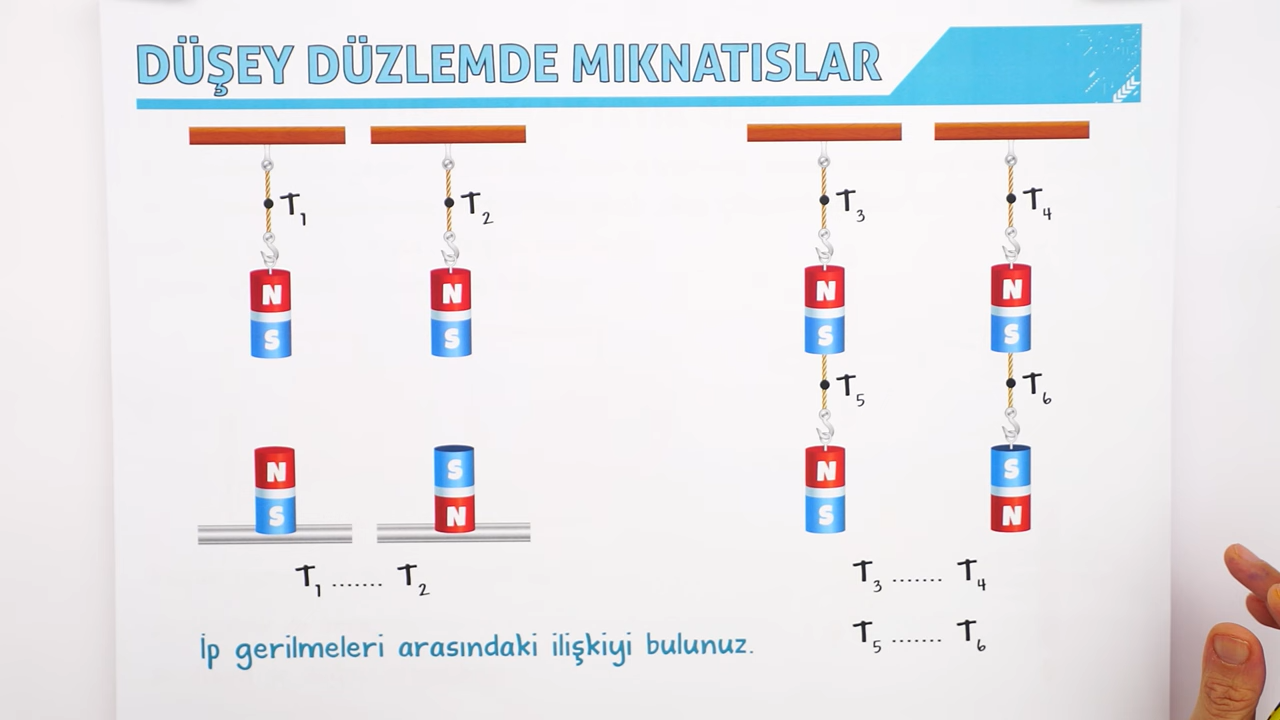 DÜŞEY DÜZLEMDE MIKNATISLAR
T1
T2
T3
T4
N
S
N
S
N
S
N
S
T5
T6
N
S
S
N
N
S
S
N
T1 ....... T2
T3 ....... T4
T5 ....... T6
İp gerilmeleri arasındaki ilişkiyi bulunuz.